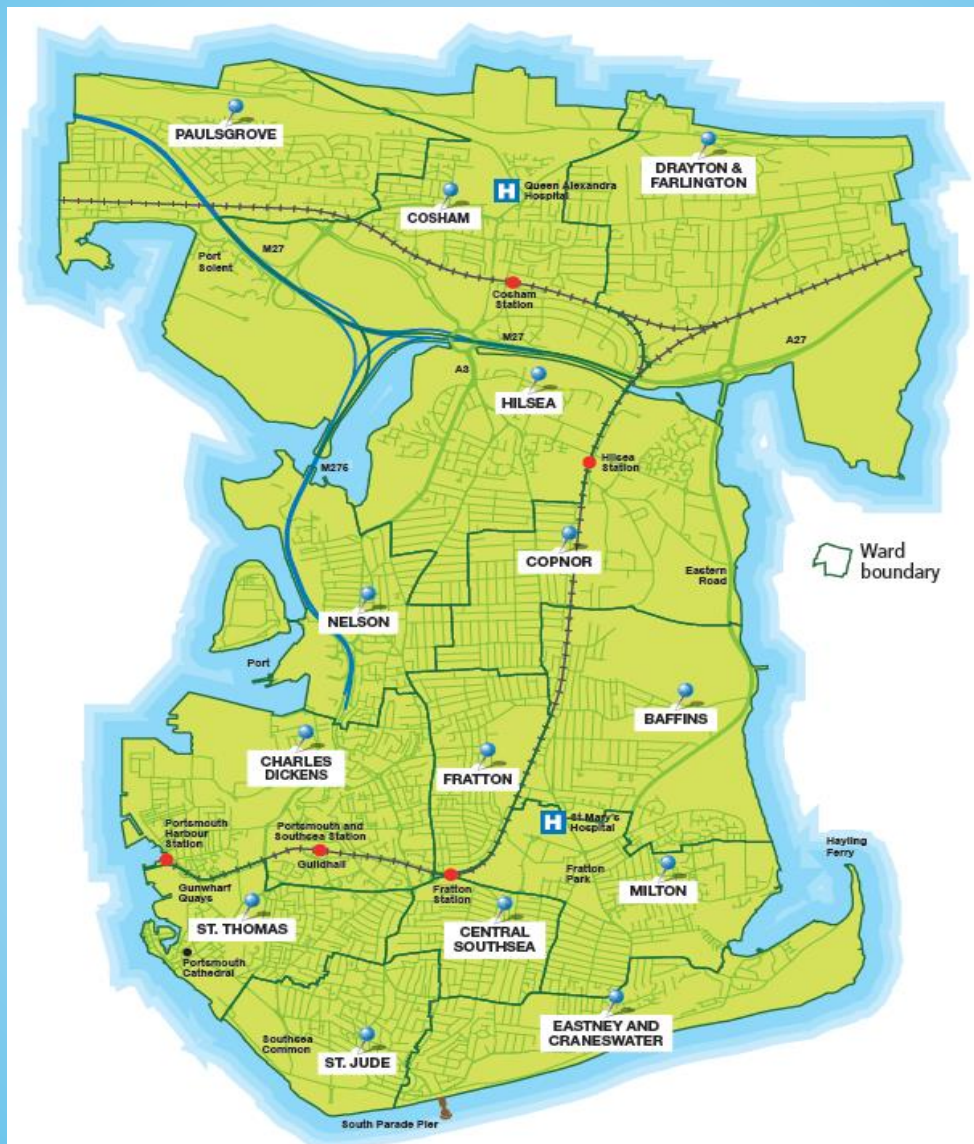 PAULSGROVE
DRAYTON &
FARLINGTON
H
Queen Alexandra
Hospital
COSHAM
M27
Port
Solent
Cosham
Station
M27
A27
A3
HILSEA
Hilsea
Station
M275
COPNOR
Eastern
Road
Ward
boundary
NELSON
Port
BAFFINS
CHARLES
DICKENS
FRATTON
H
St Mary's
Hospital
Portsmouth
Harbour
Station
Portsmouth and
Southsea Station
Guildhall
Hayling
Ferry
Fratton
Park
MILTON
Gunwharf
Quays
Fratton
Station
ST. THOMAS
CENTRAL
SOUTHSEA
Portsmouth
Cathedral
EASTNEY AND
CRANESWATER
Southsea
Common
ST. JUDE
South Parade Pier